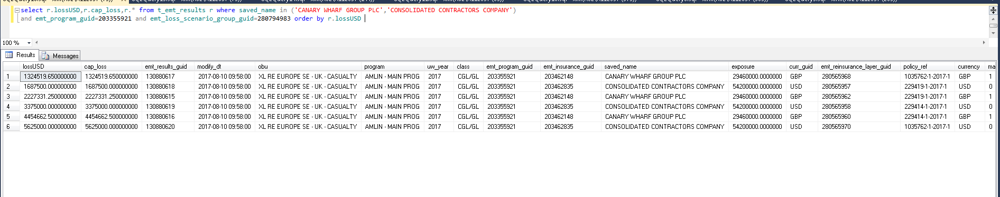 select r.lossUSD,r.cap_loss,r.* from t_emt_results r where saved_name in ('CANARY WHARF GROUP PLC','CONSOLIDATED CONTRACTORS COMPANY')
and emt_program_guid=203355921 and emt_loss_scenario_group_guid=280794983 order by r.lossUSD
100 %
Results Messages
lossUSD cap_loss emt_results_guid modify_dt obu program uw_year class emt_program_guid emt_insurance_guid saved_name exposure curr_guid emt_reinsurance_layer_guid policy_ref currency ma
1 1324519.650000000 1324519.650000000 130880617 2017-08-10 09:58:00 XL RE EUROPE SE - UK - CASUALTY AMLIN - MAIN PROG 2017 CGL/GL 203355921 203462148 CANARY WHARF GROUP PLC 29460000.0000000 GBP 280565968 1035762-1-2017-1 GBP 1
2 1687500.000000000 1687500.000000000 130880618 2017-08-10 09:58:00 XL RE EUROPE SE - UK - CASUALTY AMLIN - MAIN PROG 2017 CGL/GL 203355921 203462835 CONSOLIDATED CONTRACTORS COMPANY 54200000.0000000 USD 280565957 229419-1-2017-1 USD 0
3 2227331.250000000 2227331.250000000 130880615 2017-08-10 09:58:00 XL RE EUROPE SE - UK - CASUALTY AMLIN - MAIN PROG 2017 CGL/GL 203355921 203462148 CANARY WHARF GROUP PLC 29460000.0000000 GBP 280565962 229419-1-2017-1 GBP 1
4 3375000.000000000 3375000.000000000 130880619 2017-08-10 09:58:00 XL RE EUROPE SE - UK - CASUALTY AMLIN - MAIN PROG 2017 CGL/GL 203355921 203462835 CONSOLIDATED CONTRACTORS COMPANY 54200000.0000000 USD 280565958 229414-1-2017-1 USD 0
5 4454662.500000000 4454662.500000000 130880616 2017-08-10 09:58:00 XL RE EUROPE SE - UK - CASUALTY AMLIN - MAIN PROG 2017 CGL/GL 203355921 203462148 CANARY WHARF GROUP PLC 29460000.0000000 GBP 280565960 229414-1-2017-1 GBP 1
6 5625000.000000000 5625000.000000000 130880620 2017-08-10 09:58:00 XL RE EUROPE SE - UK - CASUALTY AMLIN - MAIN PROG 2017 CGL/GL 203355921 203462835 CONSOLIDATED CONTRACTORS COMPANY 54200000.0000000 USD 280565970 1035762-1-2017-1 USD 0